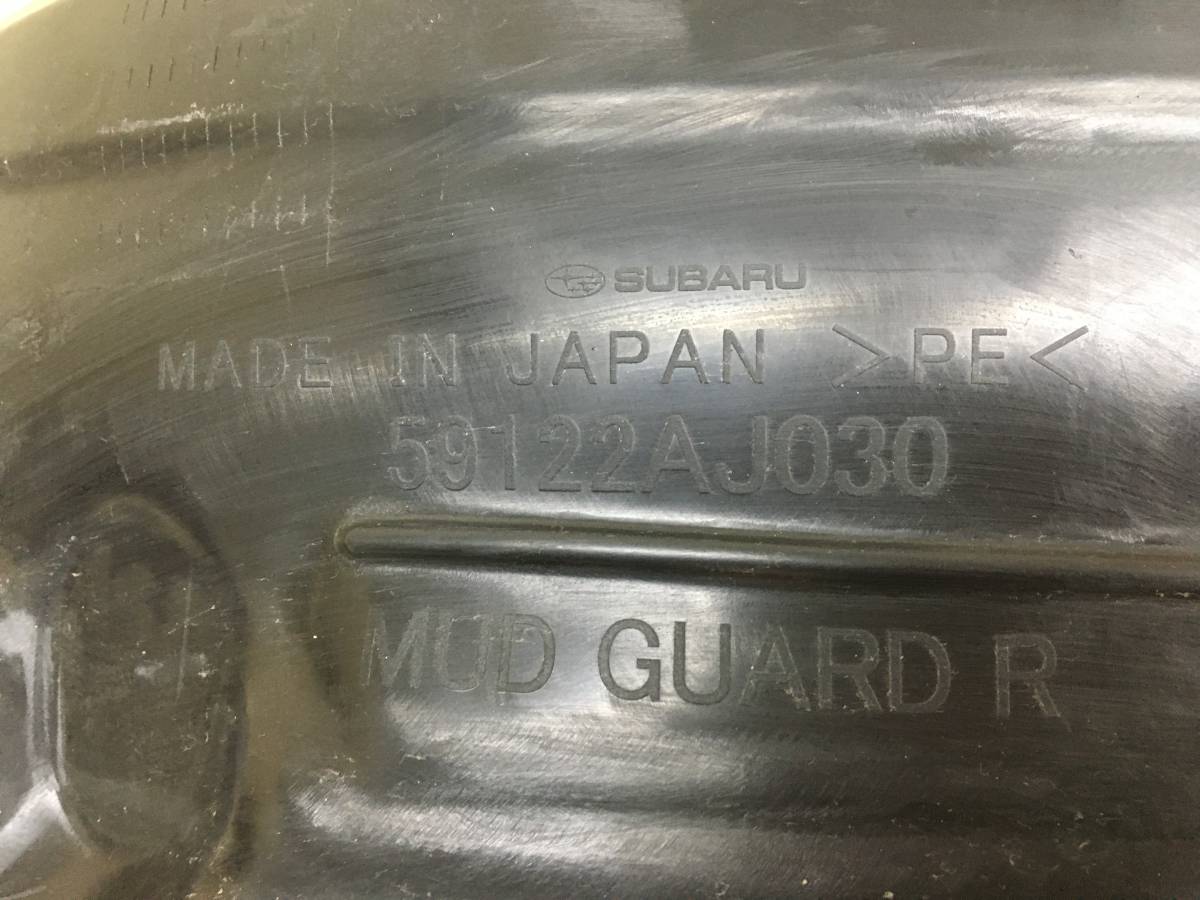 SUBARU
MADE IN JAPAN >PE<
59122AJ030
MUD GUARD R